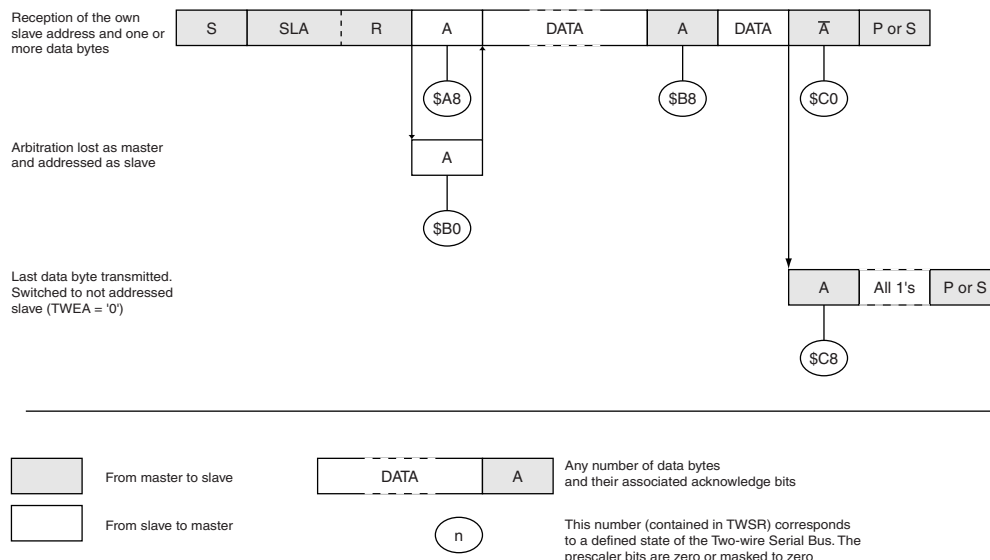 Reception of the own
slave address and one or
more data bytes
S SLA R A DATA A DATA A̅ P or S
$A8 $B8 $C0
Arbitration lost as master
and addressed as slave
A
$B0
Last data byte transmitted.
Switched to not addressed
slave (TWEA = '0')
A All 1's P or S
$C8
From master to slave
DATA A
Any number of data bytes
and their associated acknowledge bits
From slave to master
n
This number (contained in TWSR) corresponds
to a defined state of the Two-wire Serial Bus. The
prescaler bits are zero or masked to zero